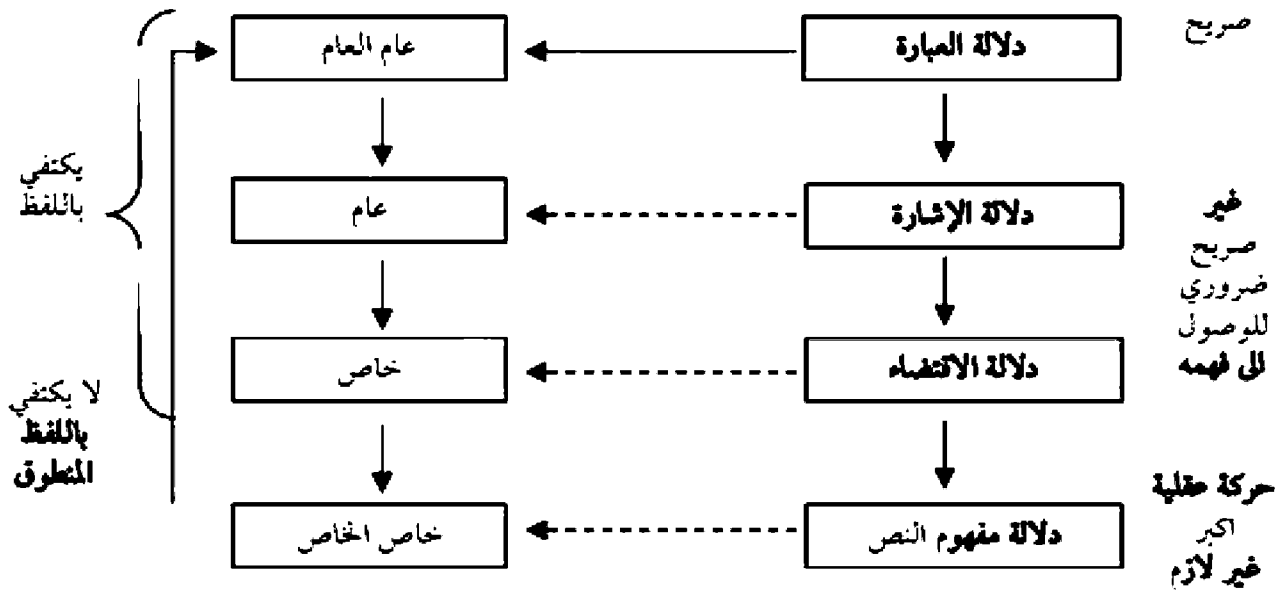 صريح
دلالة العبارة
عام العام
يكتفي
باللفظ
غير
صريح
ضروري
للوصول
الى فهمه
دلالة الإشارة
عام
دلالة الاقتضاء
خاص
لا يكتفي
باللفظ
المنطوق
حركة عقلية
اكبر
غير لازم
دلالة مفهوم النص
خاص الخاص